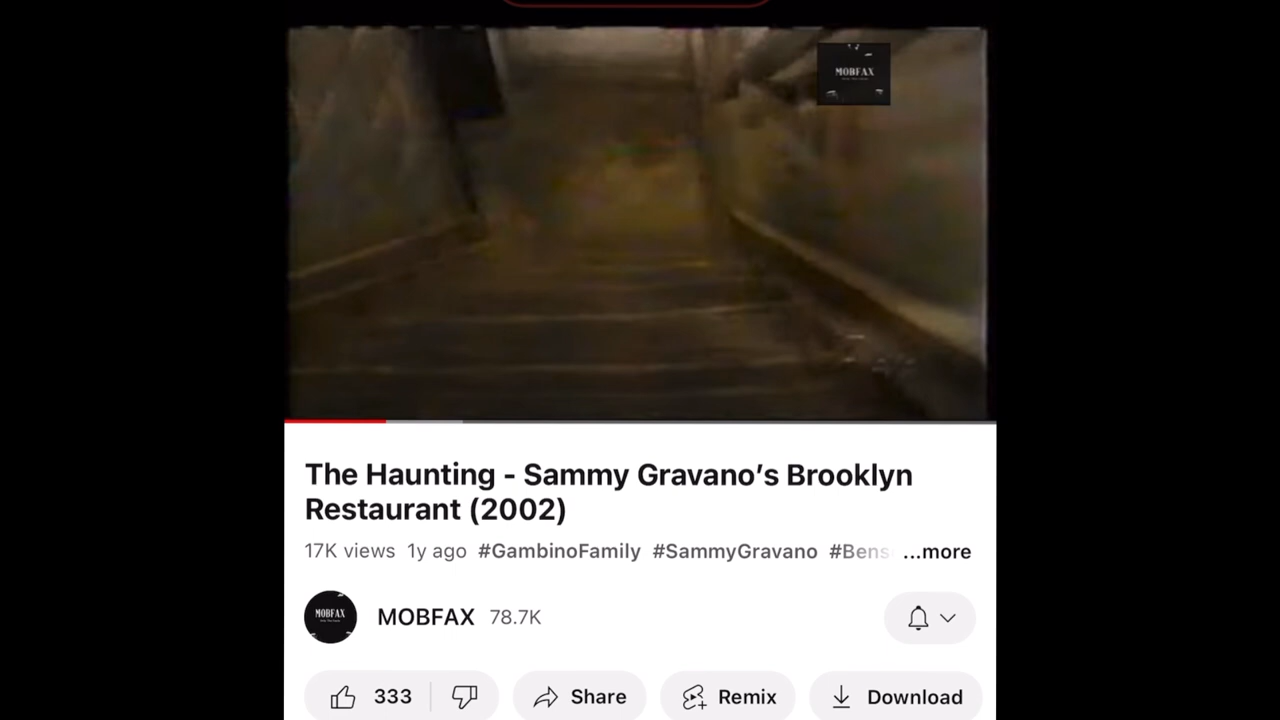 MOBFAX
The Haunting - Sammy Gravano’s Brooklyn
Restaurant (2002)
17K views 1y ago #GambinoFamily #SammyGravano #Bens ...more
MOBFAX
MOBFAX 78.7K
333 Share Remix Download